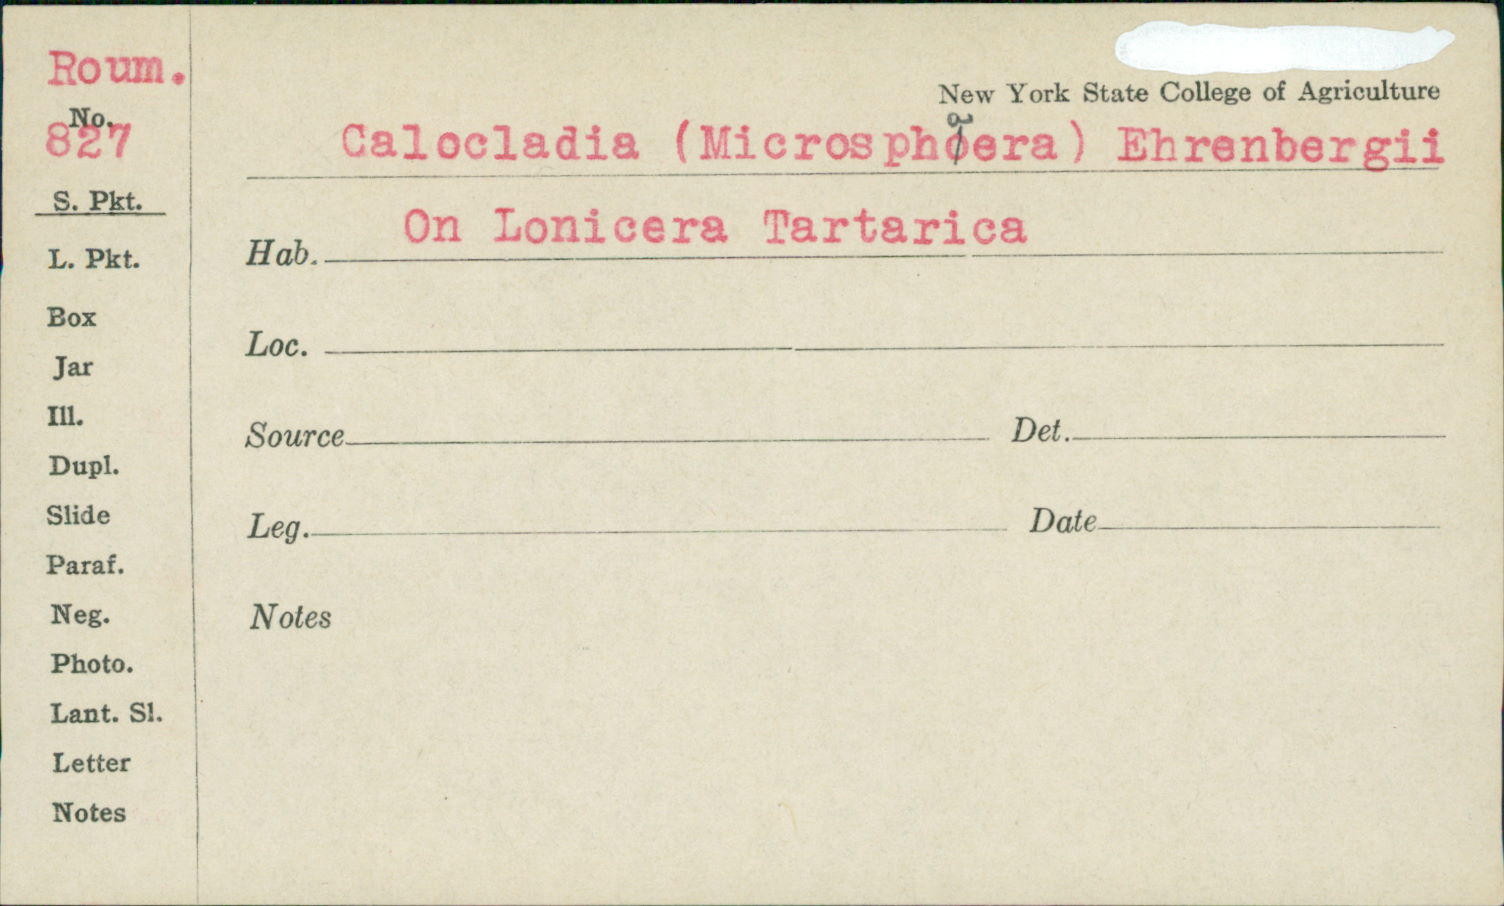 Roum.
No.
827
S. Pkt.
L. Pkt.
Box
Jar
Ill.
Dupl.
Slide
Paraf.
Neg.
Photo.
Lant. Sl.
Letter
Notes
New York State College of Agriculture
Calocladia (Microsphaera) Ehrenbergii
Hab. On Lonicera Tartarica
Loc.
Source Det.
Leg. Date
Notes